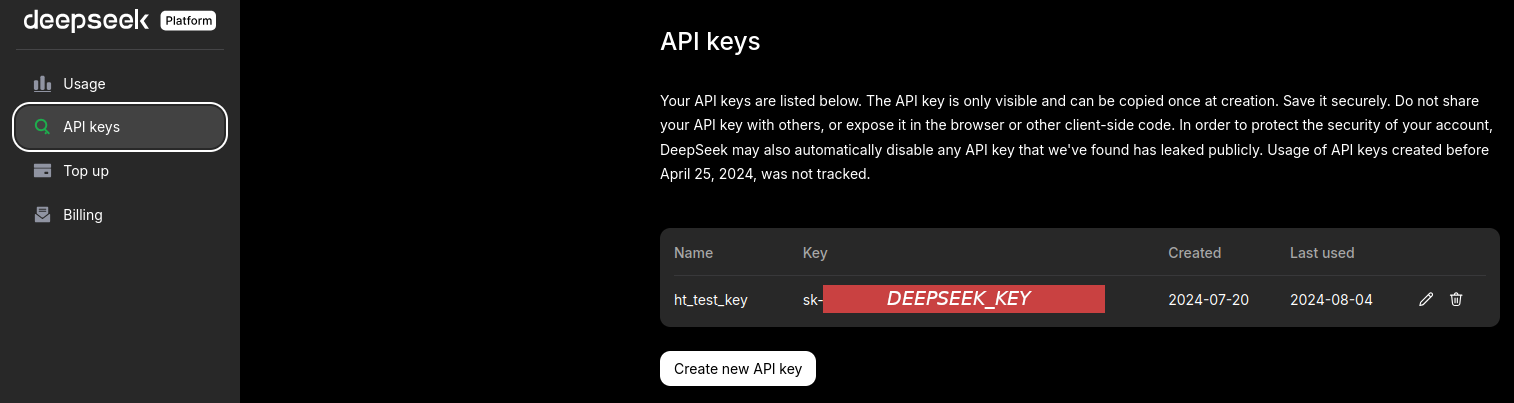 deepseek Platform
Usage
API keys
Top up
Billing
API keys
Your API keys are listed below. The API key is only visible and can be copied once at creation. Save it securely. Do not share
your API key with others, or expose it in the browser or other client-side code. In order to protect the security of your account,
DeepSeek may also automatically disable any API key that we've found has leaked publicly. Usage of API keys created before
April 25, 2024, was not tracked.
Name Key Created Last used
ht_test_key sk- DEEPSEEK_KEY 2024-07-20 2024-08-04
Create new API key